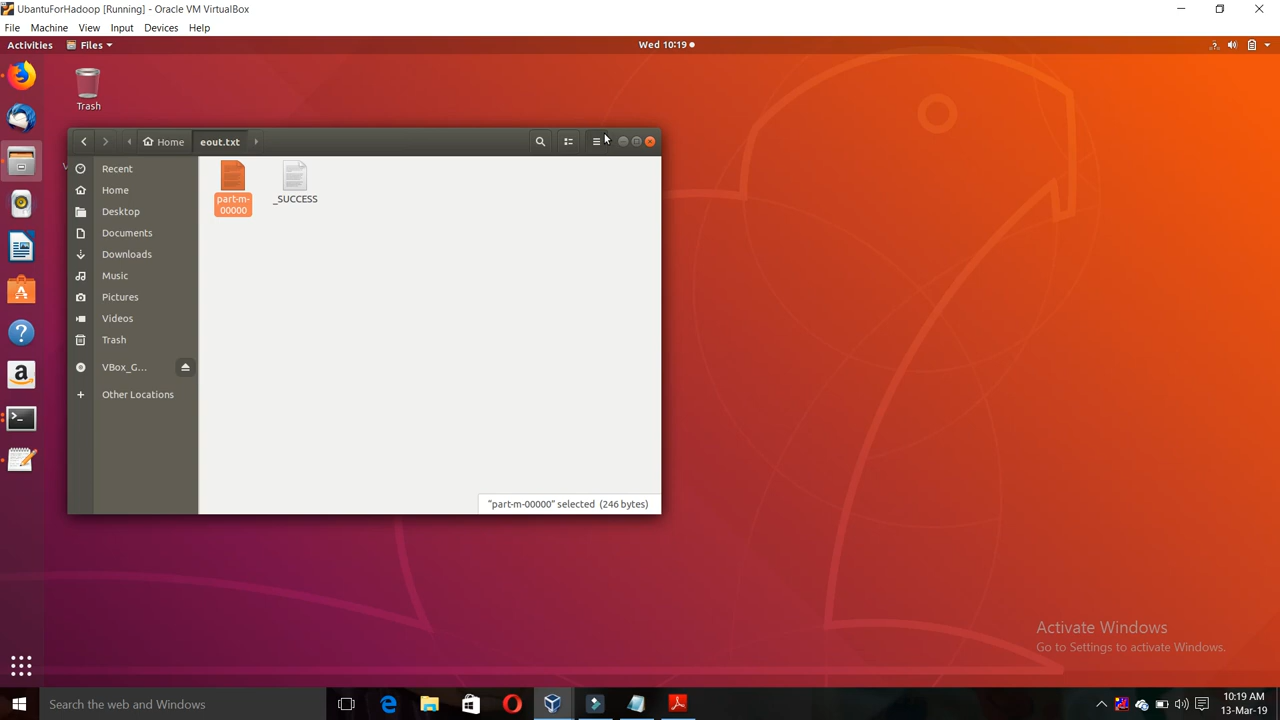 UbantuForHadoop [Running] - Oracle VM VirtualBox
File Machine View Input Devices Help
Activities Files Wed 10:19
Trash
Home eout.txt
Recent
Home
Desktop
Documents
Downloads
Music
Pictures
Videos
Trash
VBox_G...
Other Locations
part-m-
00000
_SUCCESS
"part-m-00000" selected (246 bytes)
Activate Windows
Go to Settings to activate Windows.
Search the web and Windows
10:19 AM
13-Mar-19